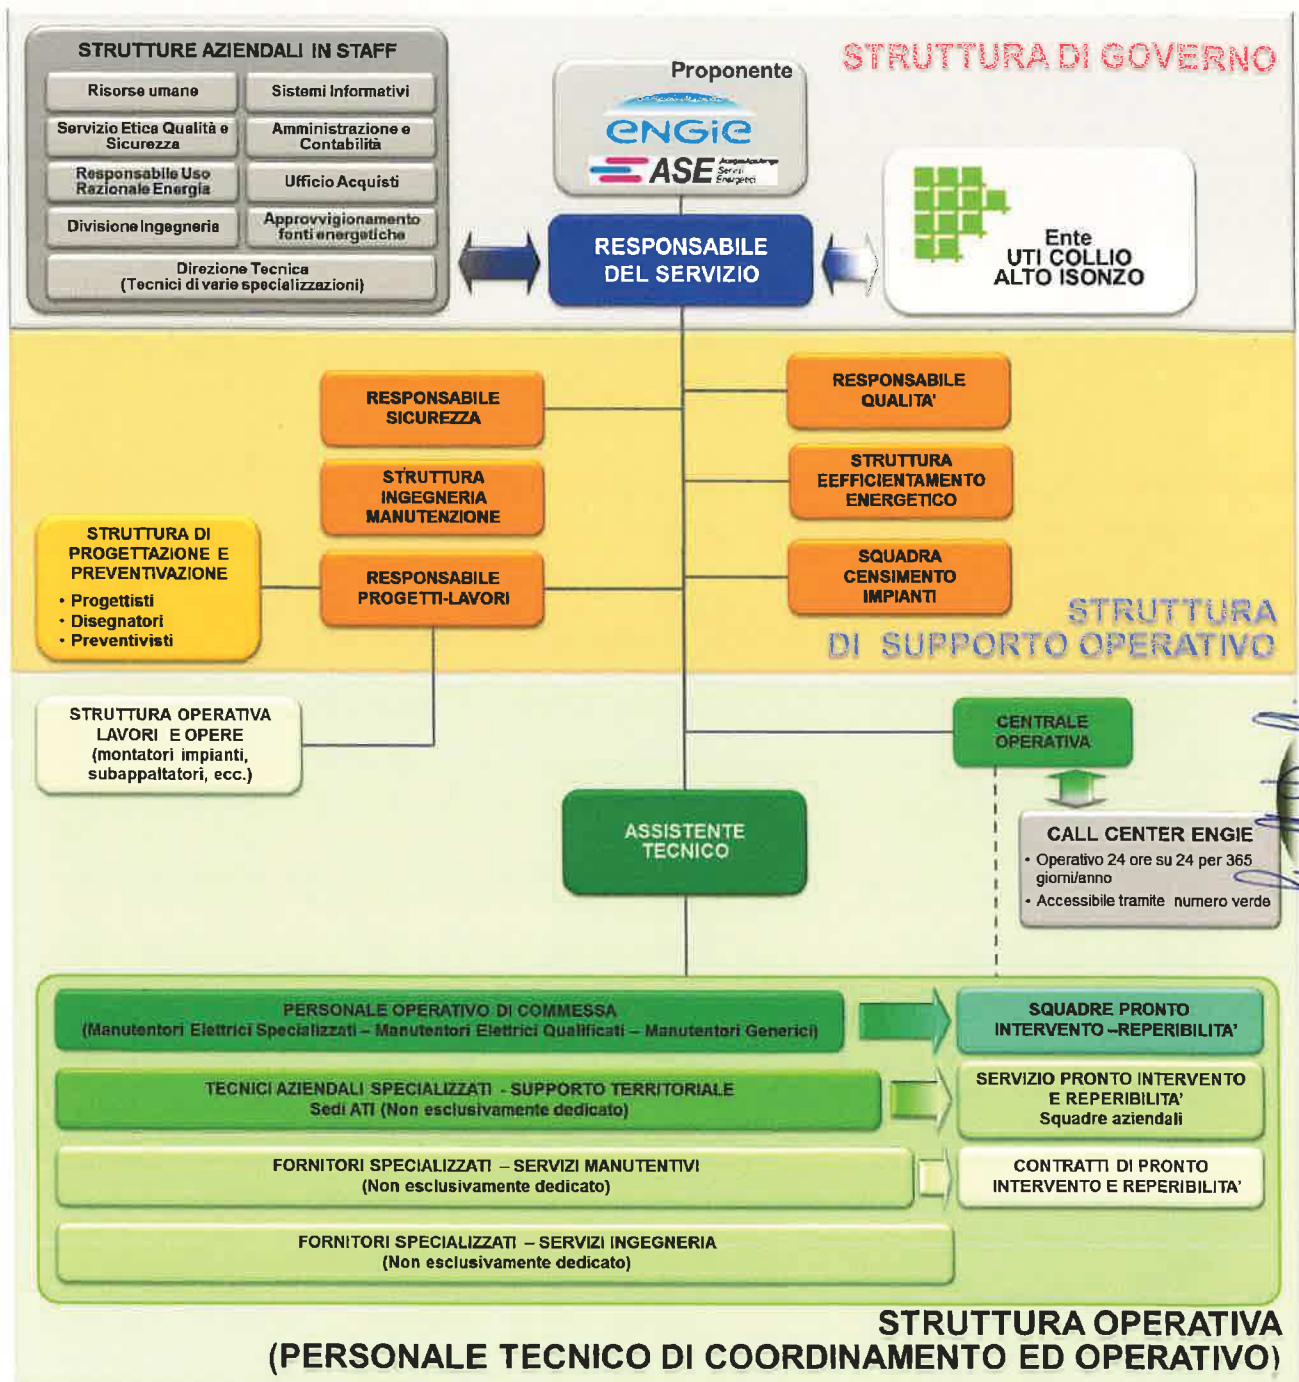 STRUTTURE AZIENDALI IN STAFF
Risorse umane
Sistemi Informativi
Servizio Etica Qualità e
Sicurezza
Amministrazione e
Contabilità
Responsabile Uso
Razionale Energia
Ufficio Acquisti
Divisione Ingegneria
Approvvigionamento
fonti energetiche
Direzione Tecnica
(Tecnici di varie specializzazioni)
Proponente
ENGIE
ASE
Servizi
Energetici
STRUTTURA DI GOVERNO
RESPONSABILE
DEL SERVIZIO
Ente
UTI COLLIO
ALTO ISONZO
RESPONSABILE
SICUREZZA
RESPONSABILE
QUALITA'
STRUTTURA
INGEGNERIA
MANUTENZIONE
STRUTTURA
EEFFICIENTAMENTO
ENERGETICO
STRUTTURA DI
PROGETTAZIONE E
PREVENTIVAZIONE
• Progettisti
• Disegnatori
• Preventivisti
RESPONSABILE
PROGETTI-LAVORI
SQUADRA
CENSIMENTO
IMPIANTI
STRUTTURA
DI SUPPORTO OPERATIVO
STRUTTURA OPERATIVA
LAVORI E OPERE
(montatori impianti,
subappaltatori, ecc.)
CENTRALE
OPERATIVA
ASSISTENTE
TECNICO
CALL CENTER ENGIE
• Operativo 24 ore su 24 per 365
giorni/anno
• Accessibile tramite numero verde
PERSONALE OPERATIVO DI COMMESSA
(Manutentori Elettrici Specializzati – Manutentori Elettrici Qualificati – Manutentori Generici)
SQUADRE PRONTO
INTERVENTO –REPERIBILITA'
TECNICI AZIENDALI SPECIALIZZATI - SUPPORTO TERRITORIALE
Sedi ATI (Non esclusivamente dedicato)
SERVIZIO PRONTO INTERVENTO
E REPERIBILITA'
Squadre aziendali
FORNITORI SPECIALIZZATI – SERVIZI MANUTENTIVI
(Non esclusivamente dedicato)
CONTRATTI DI PRONTO
INTERVENTO E REPERIBILITA'
FORNITORI SPECIALIZZATI – SERVIZI INGEGNERIA
(Non esclusivamente dedicato)
STRUTTURA OPERATIVA
(PERSONALE TECNICO DI COORDINAMENTO ED OPERATIVO)